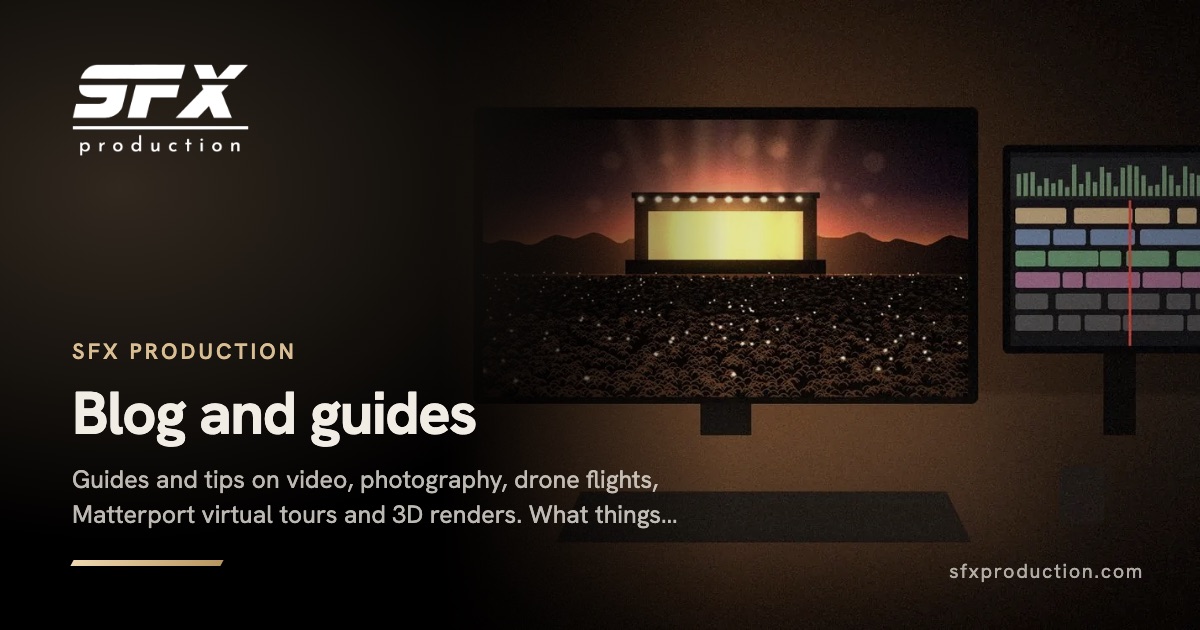 SFX
production
SFX PRODUCTION
Blog and guides
Guides and tips on video, photography, drone flights,
Matterport virtual tours and 3D renders. What things...
sfxproduction.com